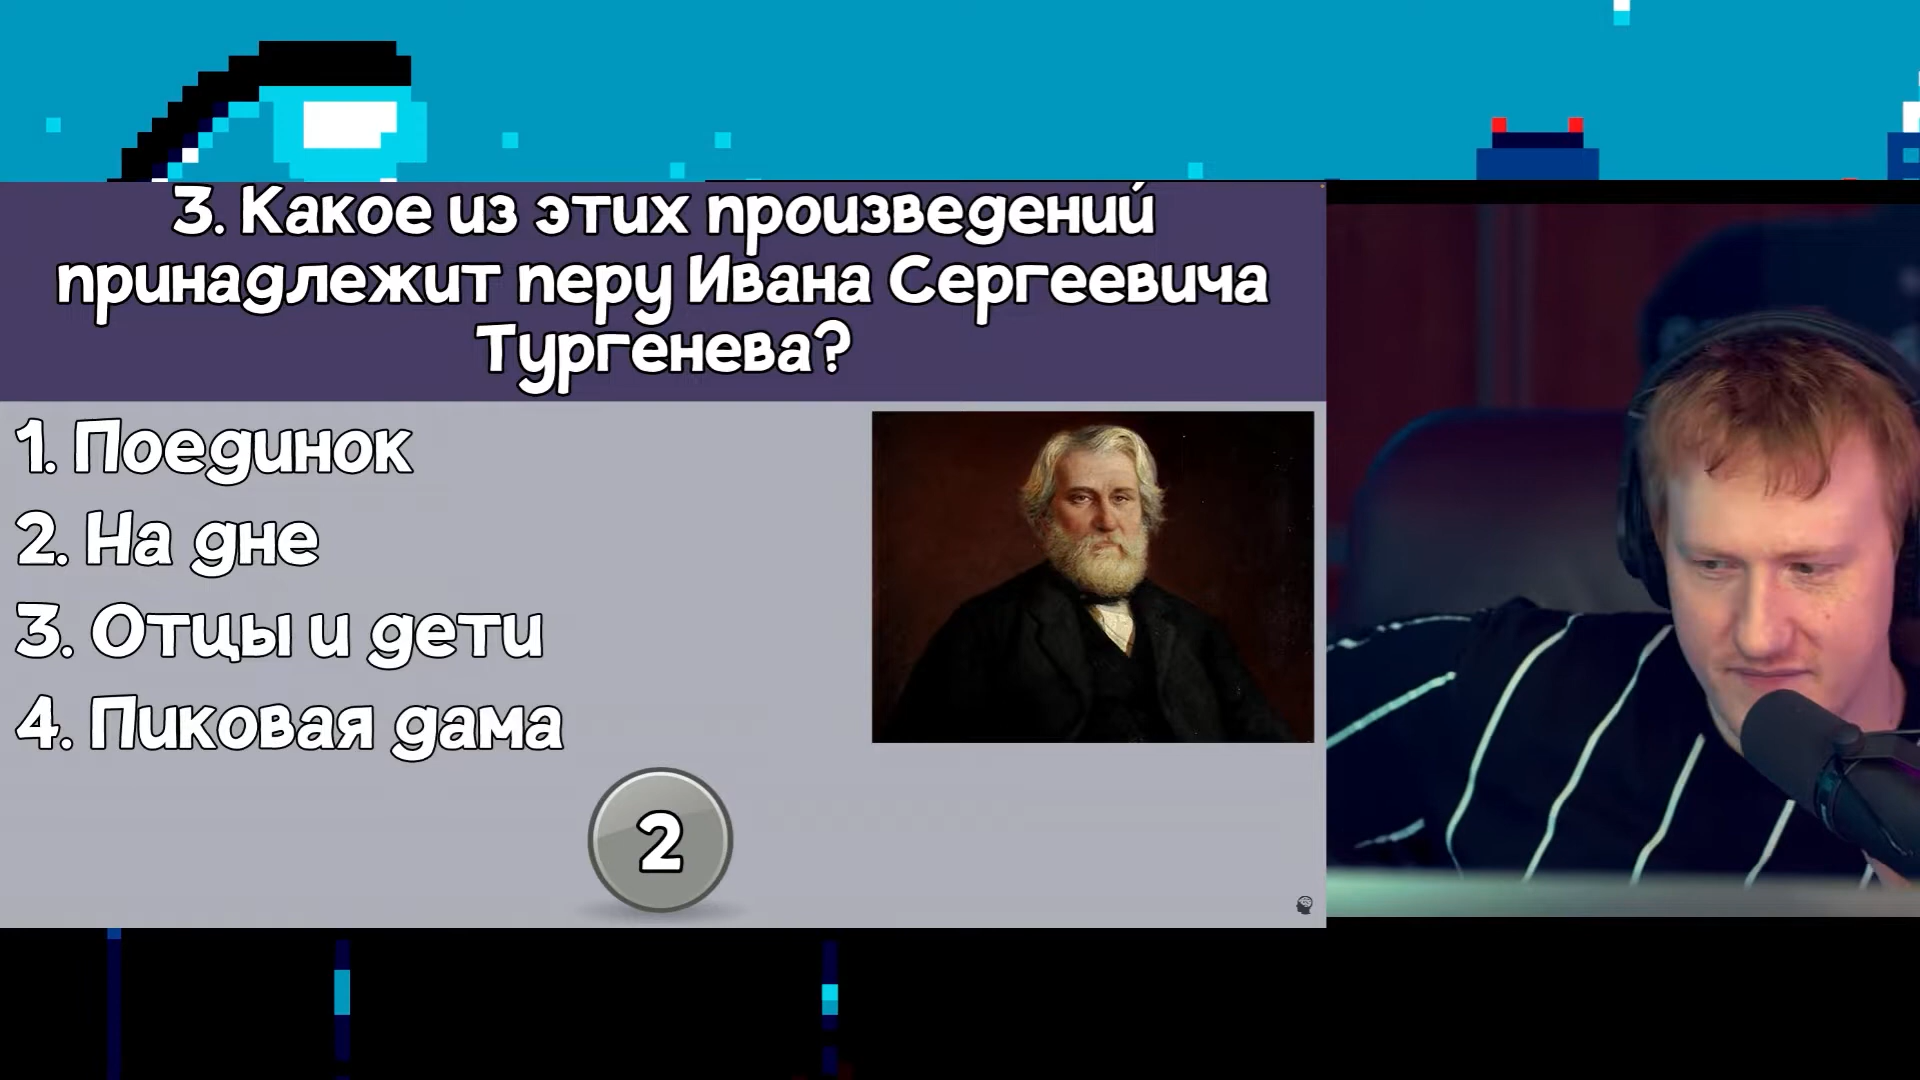 3. Какое из этих произведений
принадлежит перу Ивана Сергеевича
Тургенева?
1. Поединок
2. На дне
3. Отцы и дети
4. Пиковая дама
2